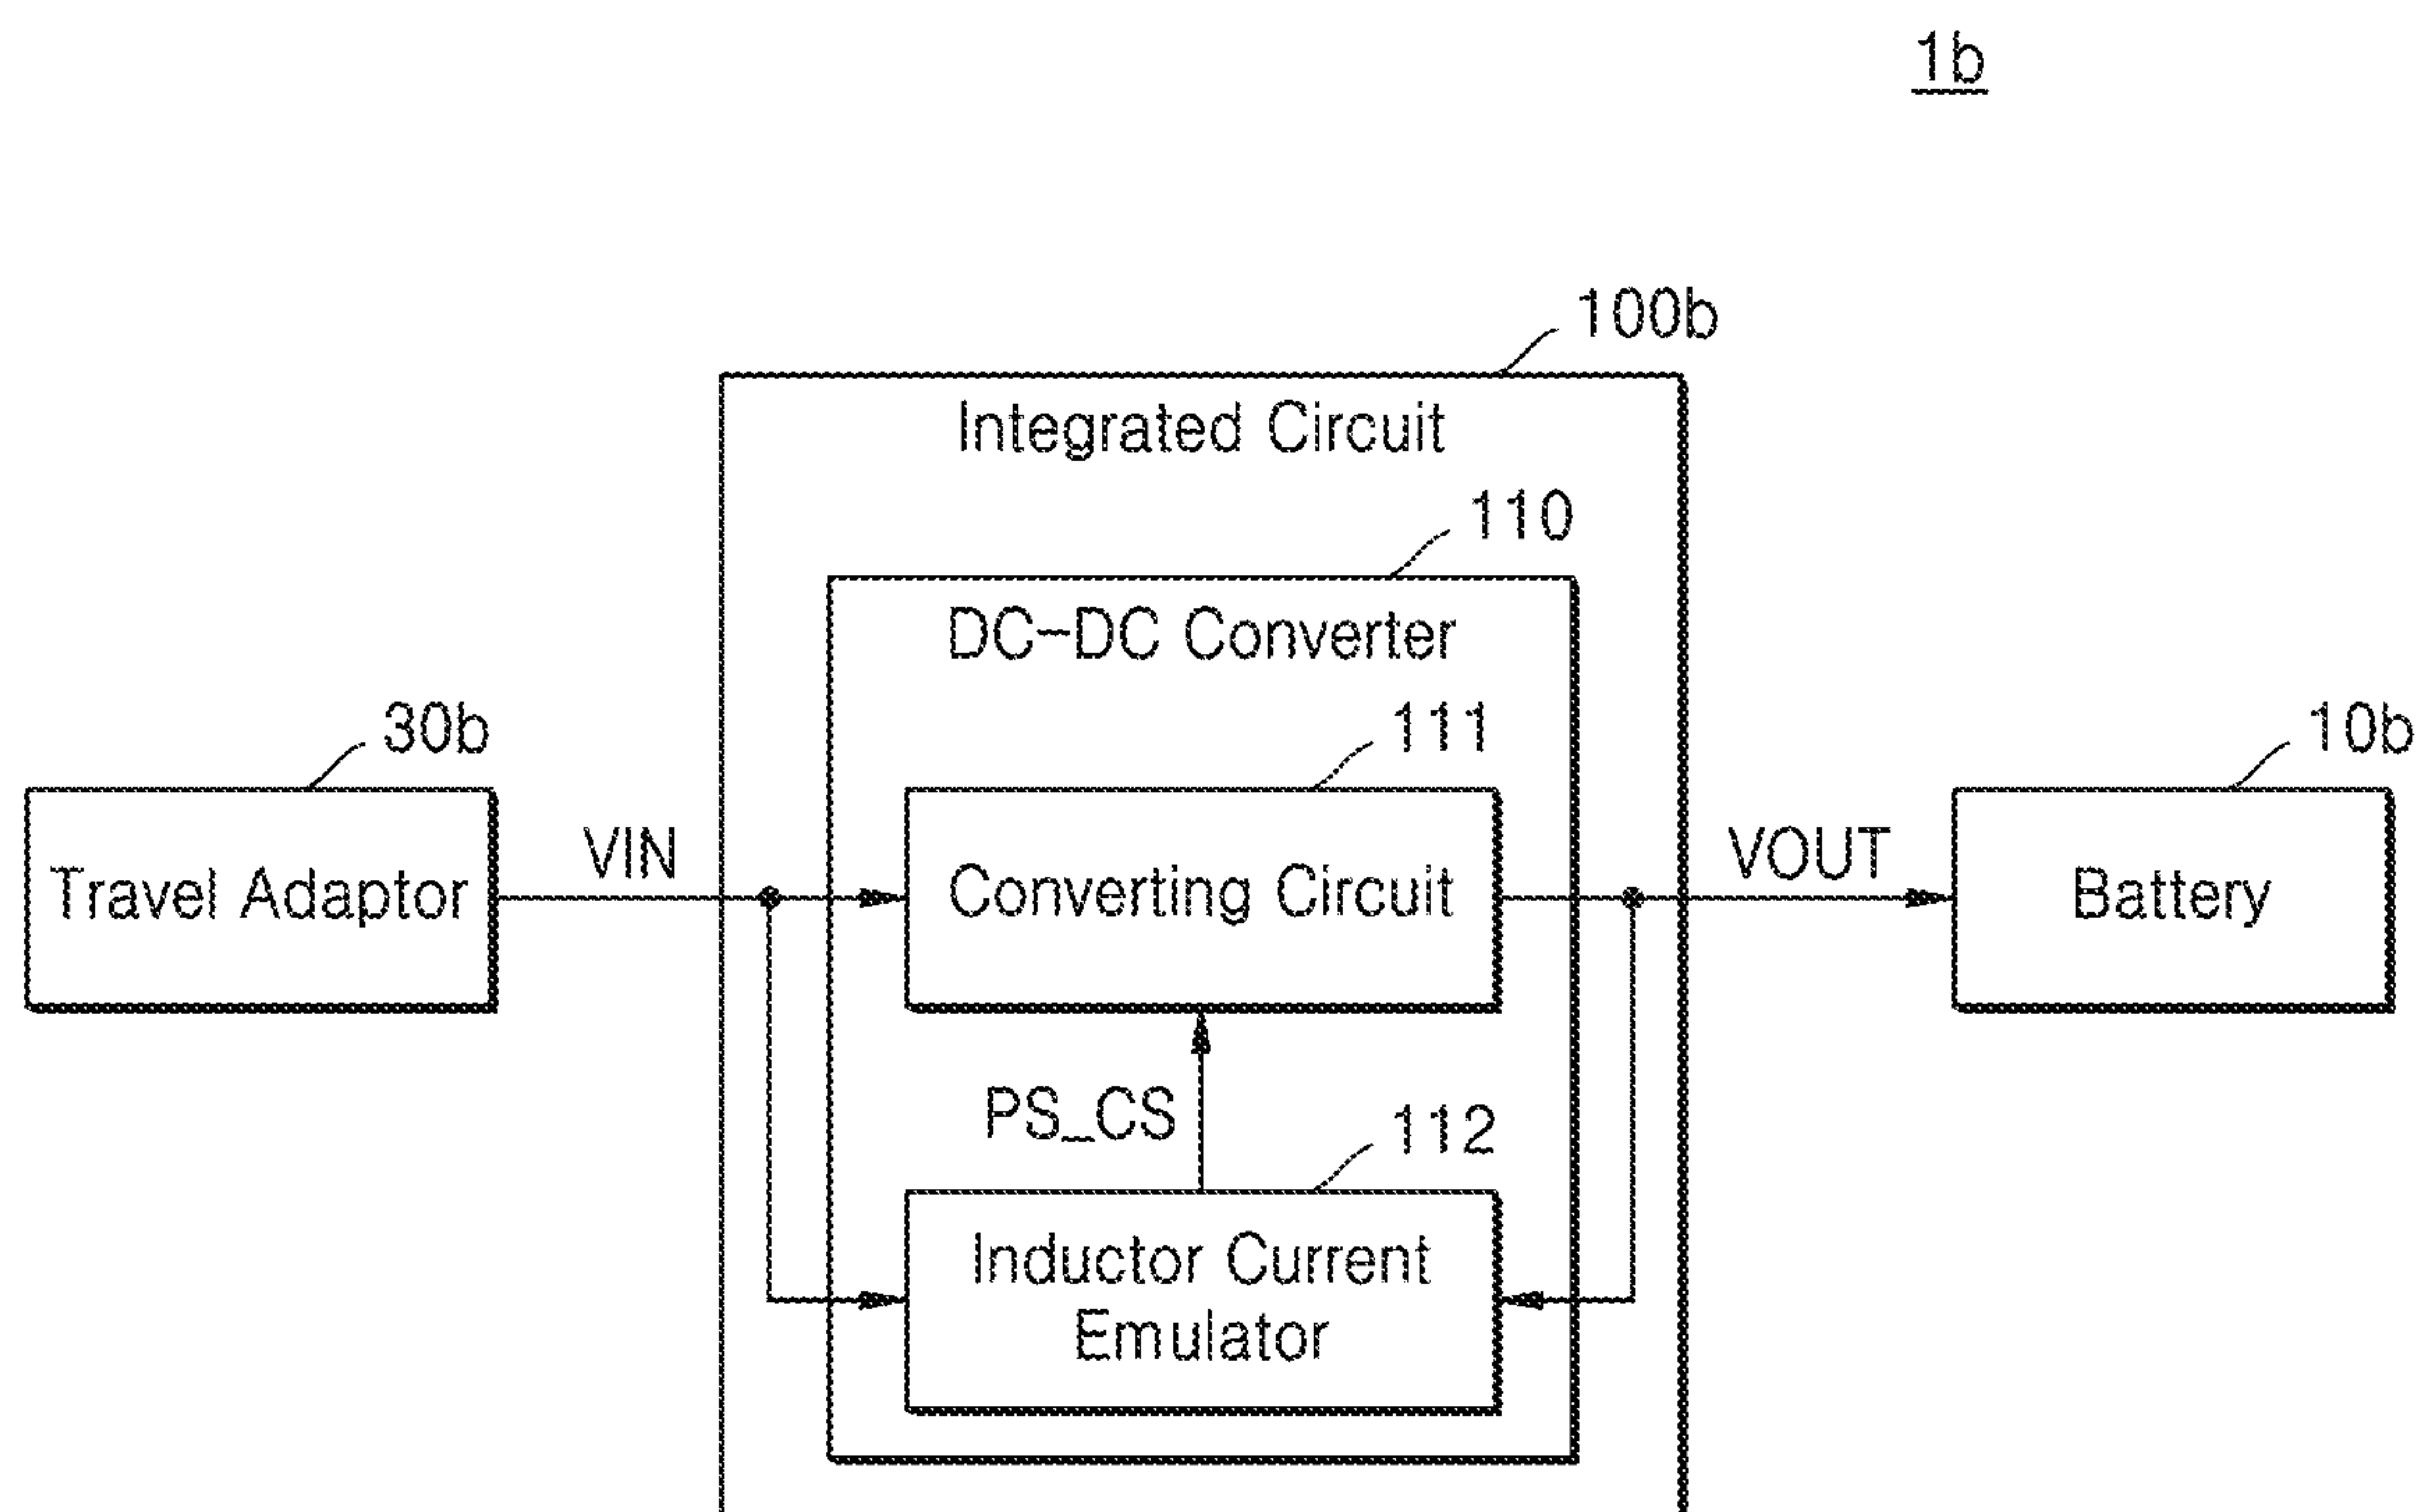 1b
100b
Integrated Circuit
110
DC-DC Converter
30b
111
10b
Travel Adaptor
VIN
Converting Circuit
VOUT
Battery
PS_CS
112
Inductor Current
Emulator